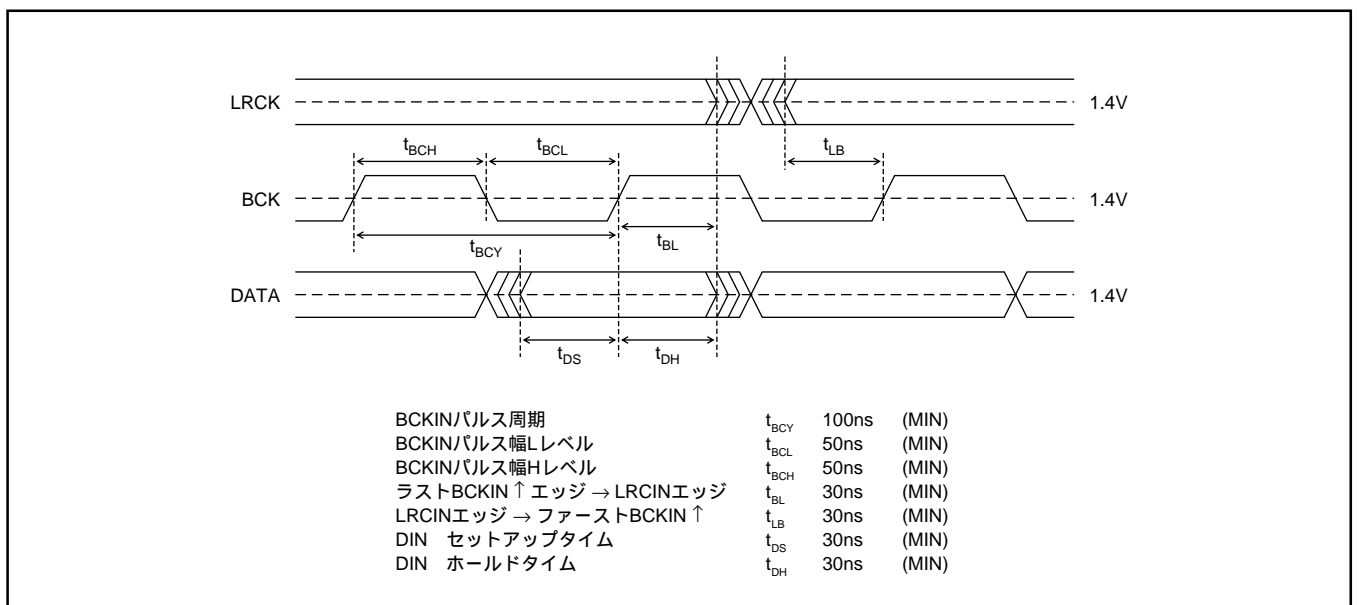 LRCK
1.4V
t_BCH
t_BCL
t_LB
BCK
1.4V
t_BCY
t_BL
DATA
1.4V
t_DS
t_DH
BCKINパルス周期 t_BCY 100ns (MIN)
BCKINパルス幅Lレベル t_BCL 50ns (MIN)
BCKINパルス幅Hレベル t_BCH 50ns (MIN)
ラストBCKIN↑エッジ→LRCINエッジ t_BL 30ns (MIN)
LRCINエッジ→ファーストBCKIN↑ t_LB 30ns (MIN)
DIN セットアップタイム t_DS 30ns (MIN)
DIN ホールドタイム t_DH 30ns (MIN)